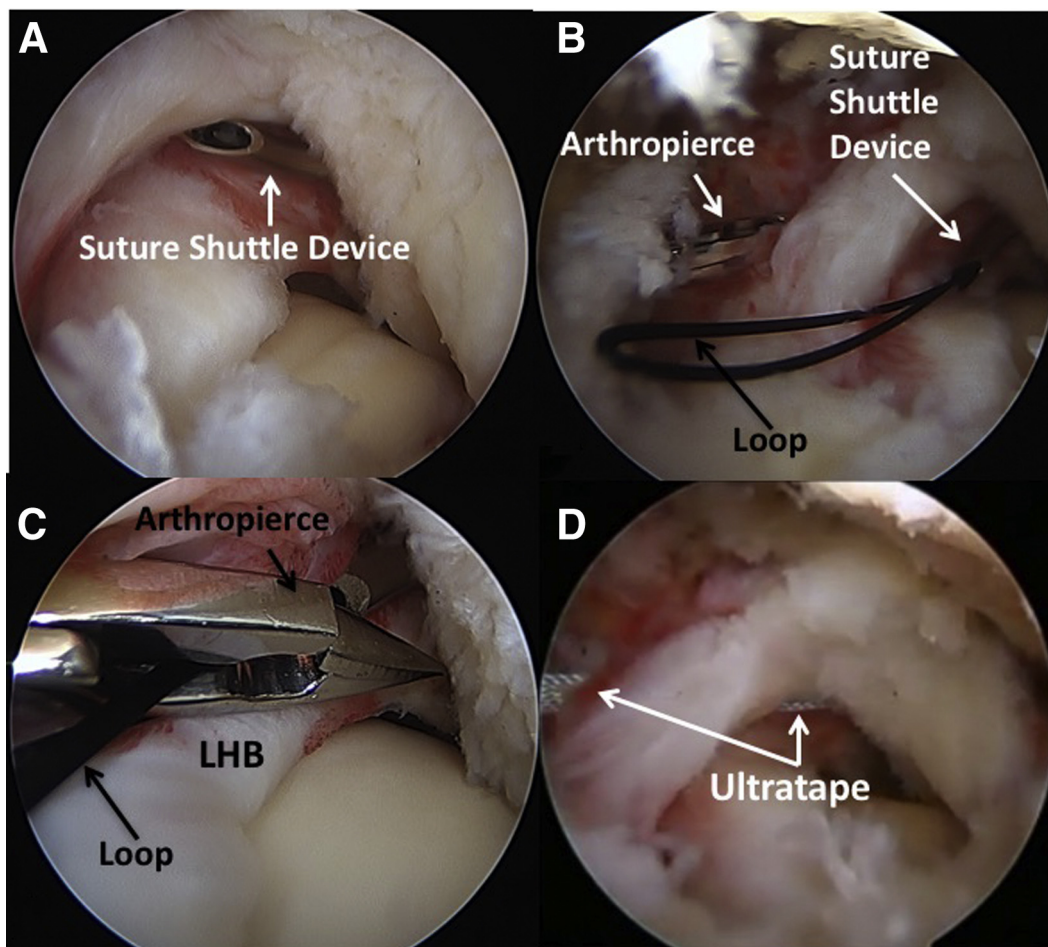 A
Suture Shuttle Device
B
Suture
Shuttle
Device
Arthropierce
Loop
C
Arthropierce
LHB
Loop
D
Ultratape